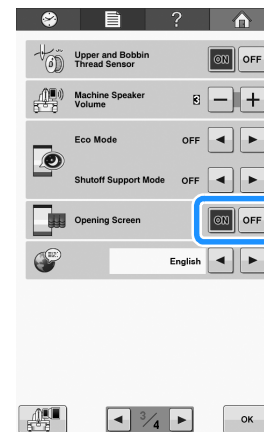 ?
Upper and Bobbin
Thread Sensor
ON
OFF
Machine Speaker
Volume
3
Eco Mode
OFF
Shutoff Support Mode
OFF
Opening Screen
ON
OFF
English
3/4
OK